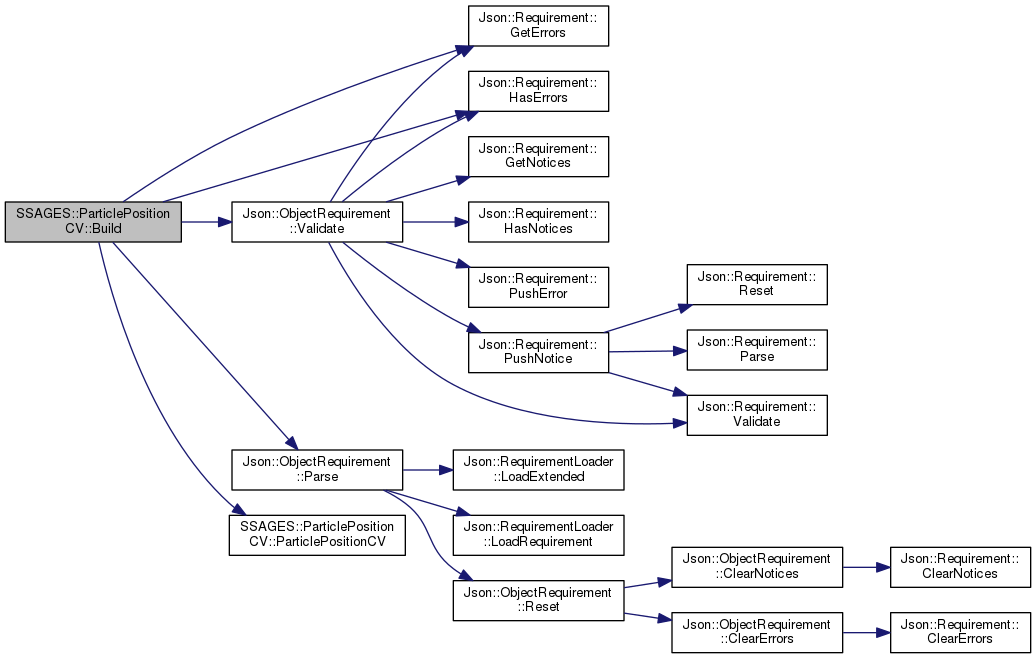 Json::Requirement::
GetErrors
Json::Requirement::
HasErrors
Json::Requirement::
GetNotices
SSAGES::ParticlePosition
CV::Build
Json::ObjectRequirement
::Validate
Json::Requirement::
HasNotices
Json::Requirement::
PushError
Json::Requirement::
Reset
Json::Requirement::
PushNotice
Json::Requirement::
Parse
Json::Requirement::
Validate
Json::ObjectRequirement
::Parse
Json::RequirementLoader
::LoadExtended
SSAGES::ParticlePosition
CV::ParticlePositionCV
Json::RequirementLoader
::LoadRequirement
Json::ObjectRequirement
::ClearNotices
Json::Requirement::
ClearNotices
Json::ObjectRequirement
::Reset
Json::ObjectRequirement
::ClearErrors
Json::Requirement::
ClearErrors